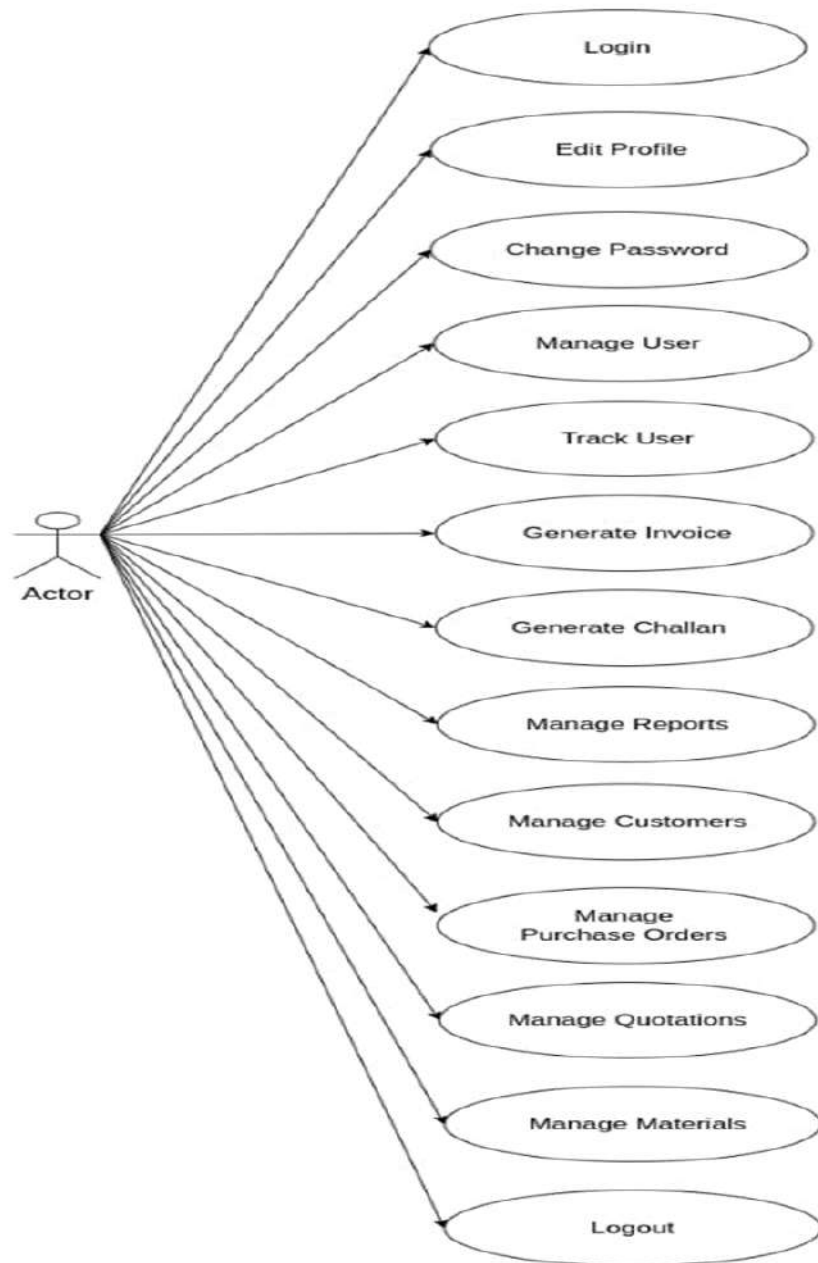 Login
Edit Profile
Change Password
Manage User
Track User
Generate Invoice
Actor
Generate Challan
Manage Reports
Manage Customers
Manage
Purchase Orders
Manage Quotations
Manage Materials
Logout